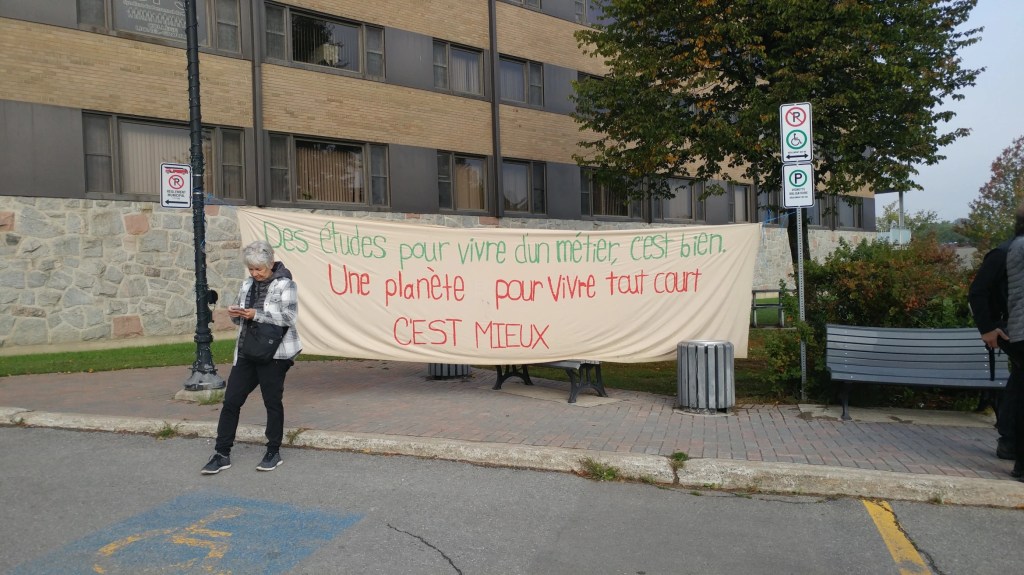 Des études pour vivre d'un métier, c'est bien.
Une planète pour vivre tout court
C'EST MIEUX
P
P
P